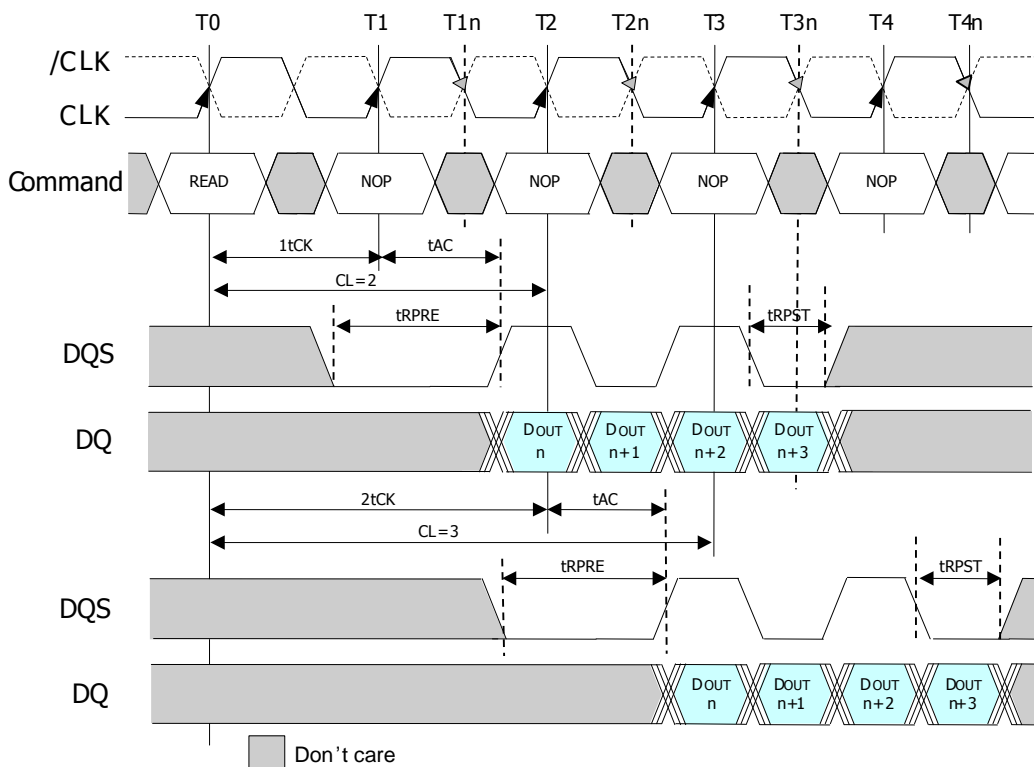 T0 T1 T1n T2 T2n T3 T3n T4 T4n
/CLK
CLK
Command READ NOP NOP NOP NOP
1tCK tAC
CL=2
tRPRE tRPST
DQS
DQ DOUT n DOUT n+1 DOUT n+2 DOUT n+3
2tCK tAC
CL=3
tRPRE tRPST
DQS
DQ DOUT n DOUT n+1 DOUT n+2 DOUT n+3
Don't care